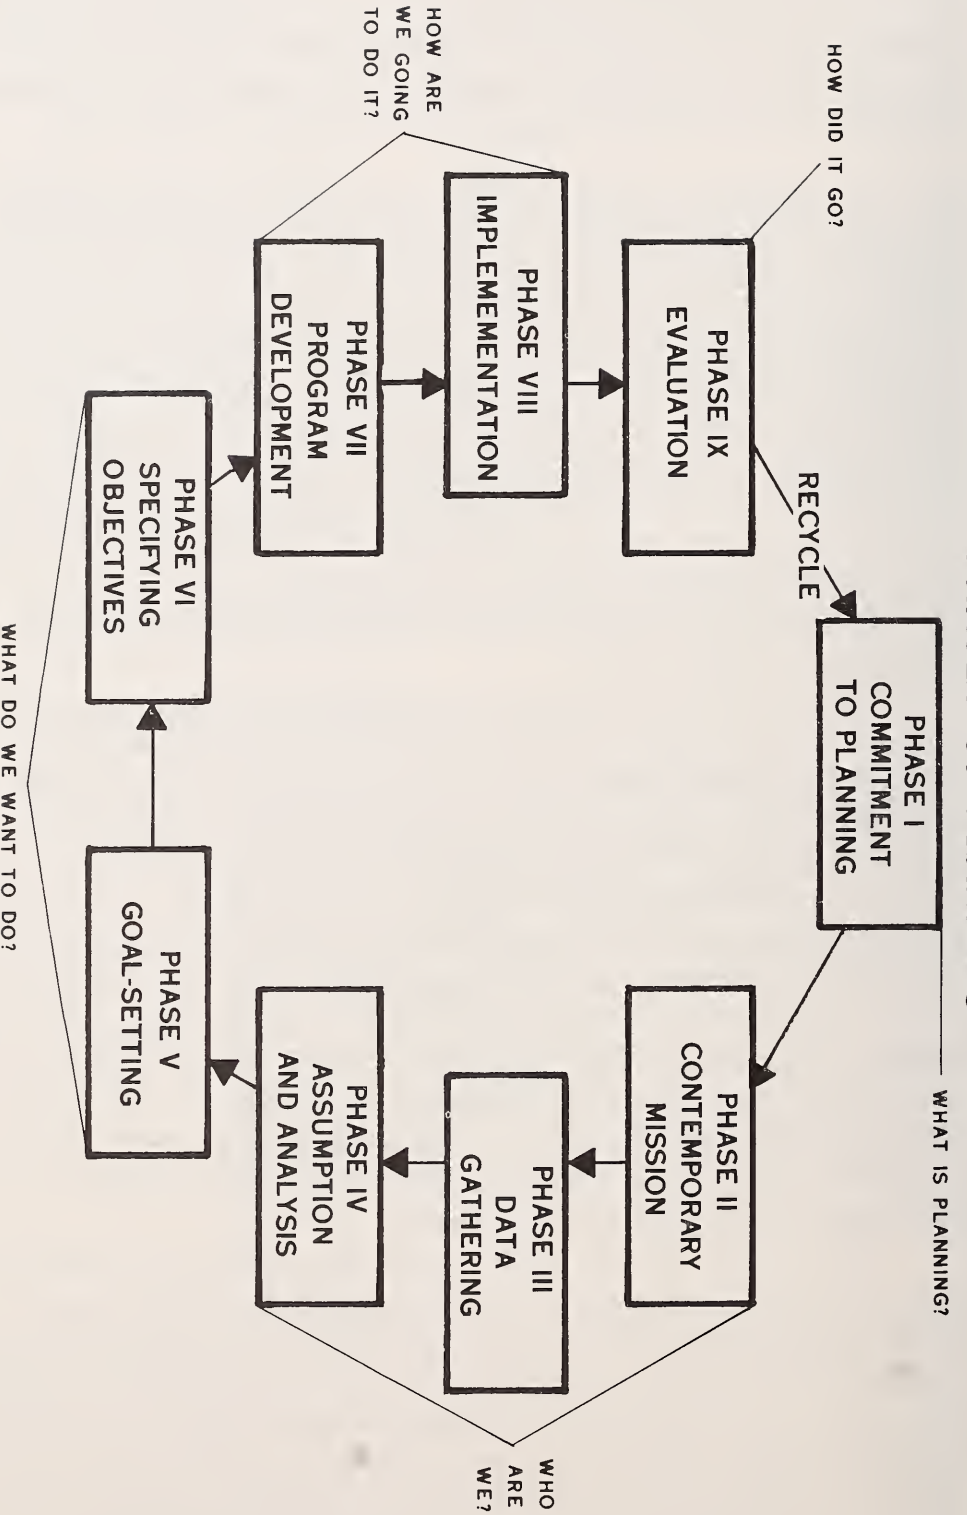 HOW DID IT GO?
HOW ARE
WE GOING
TO DO IT?
PHASE I
COMMITMENT
TO PLANNING
WHAT IS PLANNING?
RECYCLE
PHASE IX
EVALUATION
PHASE II
CONTEMPORARY
MISSION
PHASE VIII
IMPLEMEMENTATION
PHASE III
DATA
GATHERING
WHO
ARE
WE?
PHASE VII
PROGRAM
DEVELOPMENT
PHASE IV
ASSUMPTION
AND ANALYSIS
PHASE VI
SPECIFYING
OBJECTIVES
PHASE V
GOAL-SETTING
WHAT DO WE WANT TO DO?